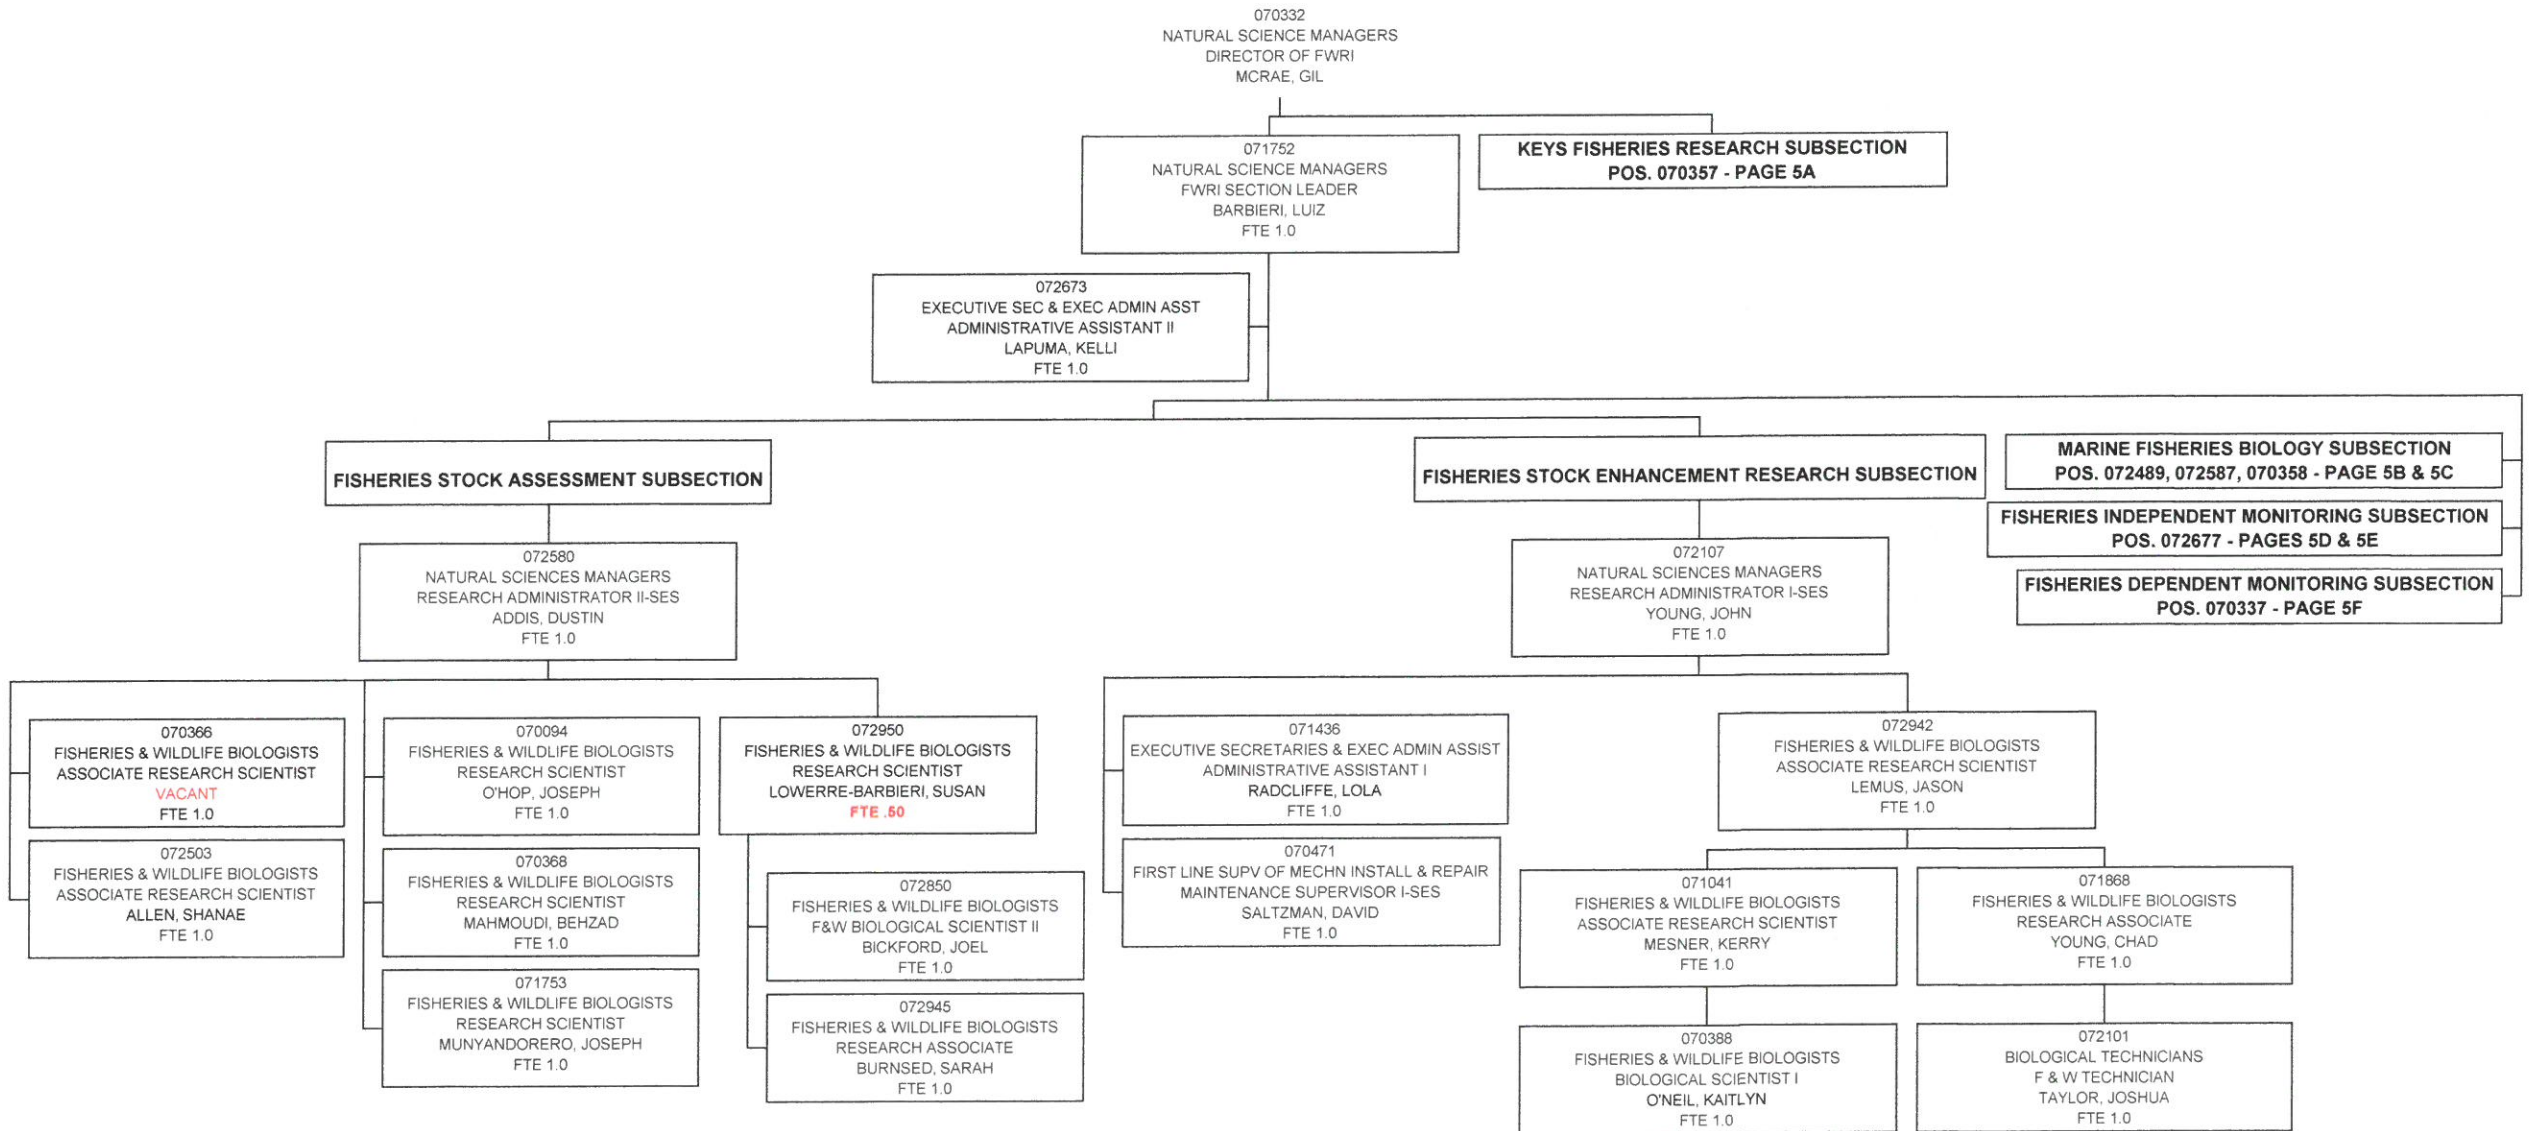 070332
NATURAL SCIENCE MANAGERS
DIRECTOR OF FWRI
MCRAE, GIL
071752
NATURAL SCIENCE MANAGERS
FWRI SECTION LEADER
BARBIERI, LUIZ
FTE 1.0
KEYS FISHERIES RESEARCH SUBSECTION
POS. 070357 - PAGE 5A
072673
EXECUTIVE SEC & EXEC ADMIN ASST
ADMINISTRATIVE ASSISTANT II
LAPUMA, KELLI
FTE 1.0
FISHERIES STOCK ASSESSMENT SUBSECTION
FISHERIES STOCK ENHANCEMENT RESEARCH SUBSECTION
MARINE FISHERIES BIOLOGY SUBSECTION
POS. 072489, 072587, 070358 - PAGE 5B & 5C
FISHERIES INDEPENDENT MONITORING SUBSECTION
POS. 072677 - PAGES 5D & 5E
FISHERIES DEPENDENT MONITORING SUBSECTION
POS. 070337 - PAGE 5F
072580
NATURAL SCIENCES MANAGERS
RESEARCH ADMINISTRATOR II-SES
ADDIS, DUSTIN
FTE 1.0
072107
NATURAL SCIENCES MANAGERS
RESEARCH ADMINISTRATOR I-SES
YOUNG, JOHN
FTE 1.0
070366
FISHERIES & WILDLIFE BIOLOGISTS
ASSOCIATE RESEARCH SCIENTIST
VACANT
FTE 1.0
072503
FISHERIES & WILDLIFE BIOLOGISTS
ASSOCIATE RESEARCH SCIENTIST
ALLEN, SHANAE
FTE 1.0
070094
FISHERIES & WILDLIFE BIOLOGISTS
RESEARCH SCIENTIST
O'HOP, JOSEPH
FTE 1.0
070368
FISHERIES & WILDLIFE BIOLOGISTS
RESEARCH SCIENTIST
MAHMOUDI, BEHZAD
FTE 1.0
071753
FISHERIES & WILDLIFE BIOLOGISTS
RESEARCH SCIENTIST
MUNYANDORERO, JOSEPH
FTE 1.0
072950
FISHERIES & WILDLIFE BIOLOGISTS
RESEARCH SCIENTIST
LOWERRE-BARBIERI, SUSAN
FTE .50
072850
FISHERIES & WILDLIFE BIOLOGISTS
F&W BIOLOGICAL SCIENTIST II
BICKFORD, JOEL
FTE 1.0
072945
FISHERIES & WILDLIFE BIOLOGISTS
RESEARCH ASSOCIATE
BURNSED, SARAH
FTE 1.0
071436
EXECUTIVE SECRETARIES & EXEC ADMIN ASSIST
ADMINISTRATIVE ASSISTANT I
RADCLIFFE, LOLA
FTE 1.0
070471
FIRST LINE SUPV OF MECHN INSTALL & REPAIR
MAINTENANCE SUPERVISOR I-SES
SALTZMAN, DAVID
FTE 1.0
072942
FISHERIES & WILDLIFE BIOLOGISTS
ASSOCIATE RESEARCH SCIENTIST
LEMUS, JASON
FTE 1.0
071041
FISHERIES & WILDLIFE BIOLOGISTS
ASSOCIATE RESEARCH SCIENTIST
MESNER, KERRY
FTE 1.0
071868
FISHERIES & WILDLIFE BIOLOGISTS
RESEARCH ASSOCIATE
YOUNG, CHAD
FTE 1.0
070388
FISHERIES & WILDLIFE BIOLOGISTS
BIOLOGICAL SCIENTIST I
O'NEIL, KAITLYN
FTE 1.0
072101
BIOLOGICAL TECHNICIANS
F & W TECHNICIAN
TAYLOR, JOSHUA
FTE 1.0